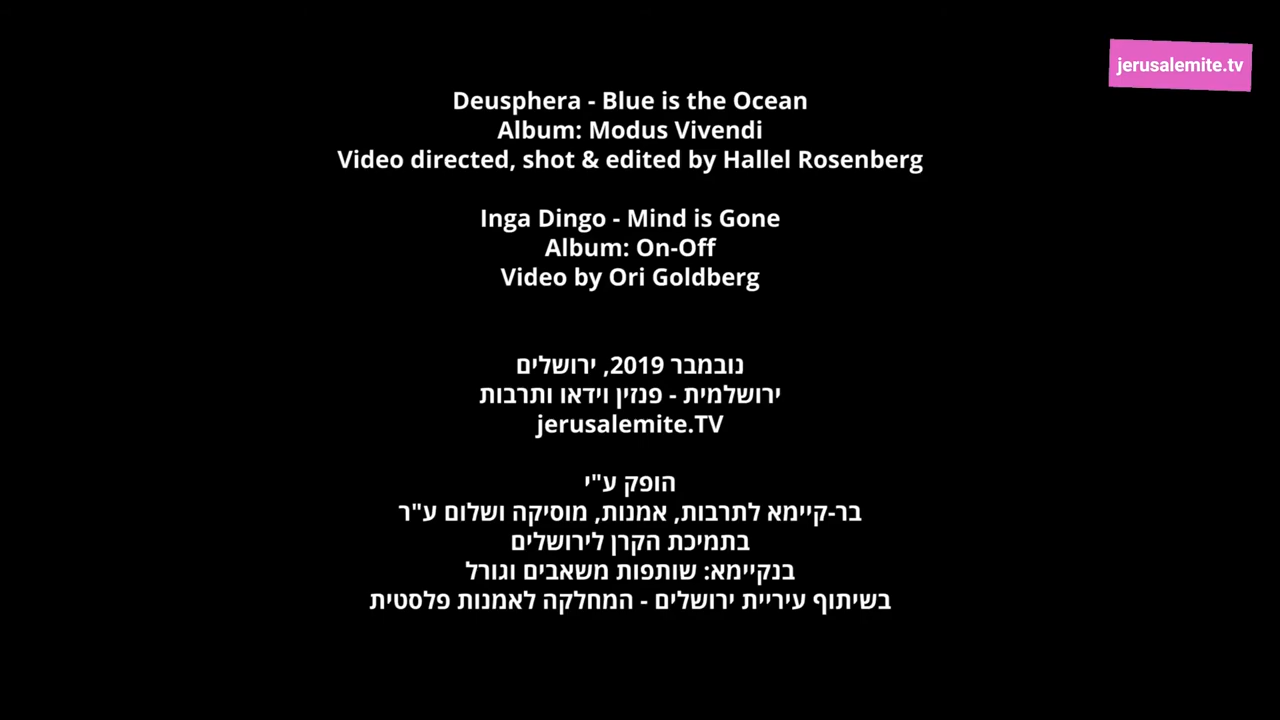 jerusalemite.tv
Deusphera - Blue is the Ocean
Album: Modus Vivendi
Video directed, shot & edited by Hallel Rosenberg
Inga Dingo - Mind is Gone
Album: On-Off
Video by Ori Goldberg
נובמבר 2019, ירושלים
ירושלמית - פנזין וידאו ותרבות
jerusalemite.TV
הופק ע"י
בר-קיימא לתרבות, אמנות, מוסיקה ושלום ע"ר
בתמיכת הקרן לירושלים
בנקיימא: שותפות משאבים וגורל
בשיתוף עיריית ירושלים - המחלקה לאמנות פלסטית